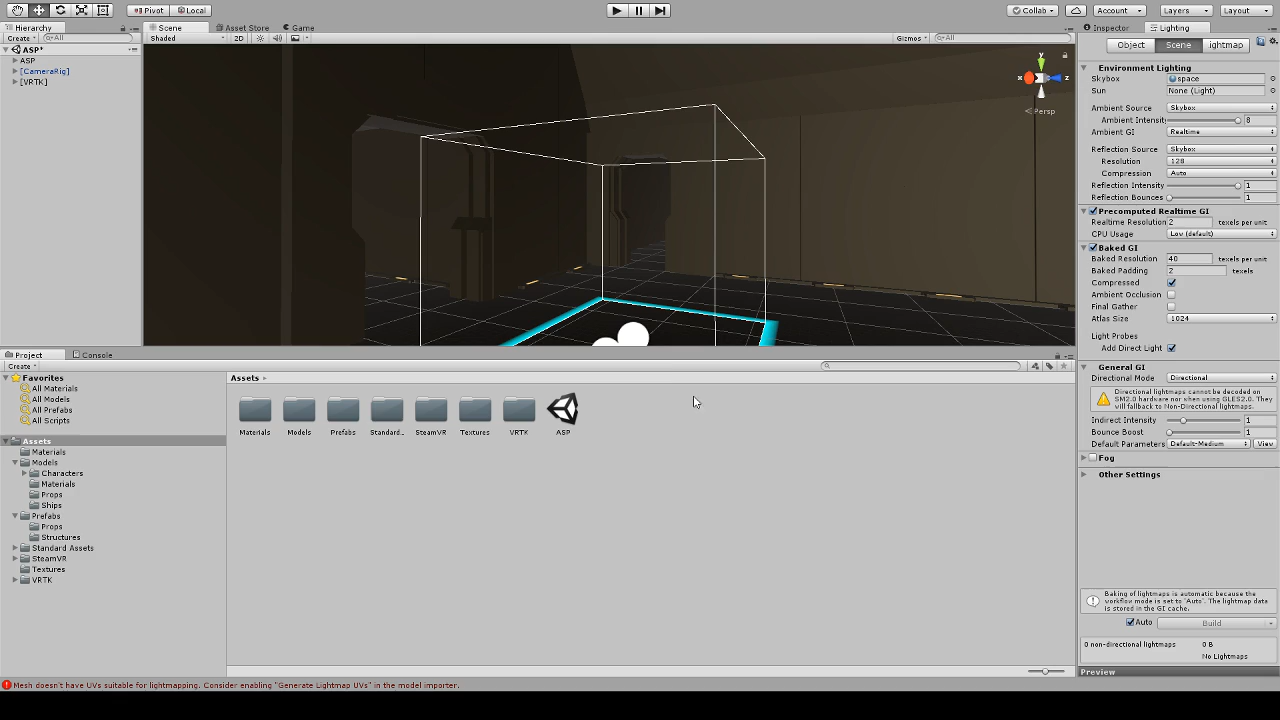 Pivot Local Collab Account Layers Layout
Hierarchy Scene Asset Store Game Inspector Lighting
Create All Shaded 2D Gizmos All Object Scene ightmap
ASP*
ASP
[CameraRig]
[VRTK]
y
x z
Persp
Environment Lighting
Skybox space
Sun None (Light)
Ambient Source Skybox
Ambient Intensity 8
Ambient GI Realtime
Reflection Source Skybox
Resolution 128
Compression Auto
Reflection Intensity 1
Reflection Bounces 1
Precomputed Realtime GI
Realtime Resolution 2 texels per unit
CPU Usage Low (default)
Baked GI
Baked Resolution 40 texels per unit
Baked Padding 2 texels
Compressed
Ambient Occlusion
Final Gather
Atlas Size 1024
Light Probes
Add Direct Light
General GI
Directional Mode Directional
Directional lightmaps cannot be decoded on
SM2.0 hardware nor when using GLES2.0. They
will fallback to Non-Directional lightmaps.
Indirect Intensity 1
Bounce Boost 1
Default Parameters Default-Medium View
Fog
Other Settings
Baking of lightmaps is automatic because the
workflow mode is set to 'Auto'. The lightmap data
is stored in the GI cache.
Auto Build
0 non-directional lightmaps 0 B
No Lightmaps
Preview
Project Console
Create
Favorites
All Materials
All Models
All Prefabs
All Scripts
Assets
Materials
Models
Characters
Materials
Props
Ships
Prefabs
Props
Structures
Standard Assets
SteamVR
Textures
VRTK
Assets
Materials Models Prefabs Standard... SteamVR Textures VRTK ASP
Mesh doesn't have UVs suitable for lightmapping. Consider enabling "Generate Lightmap UVs" in the model importer.